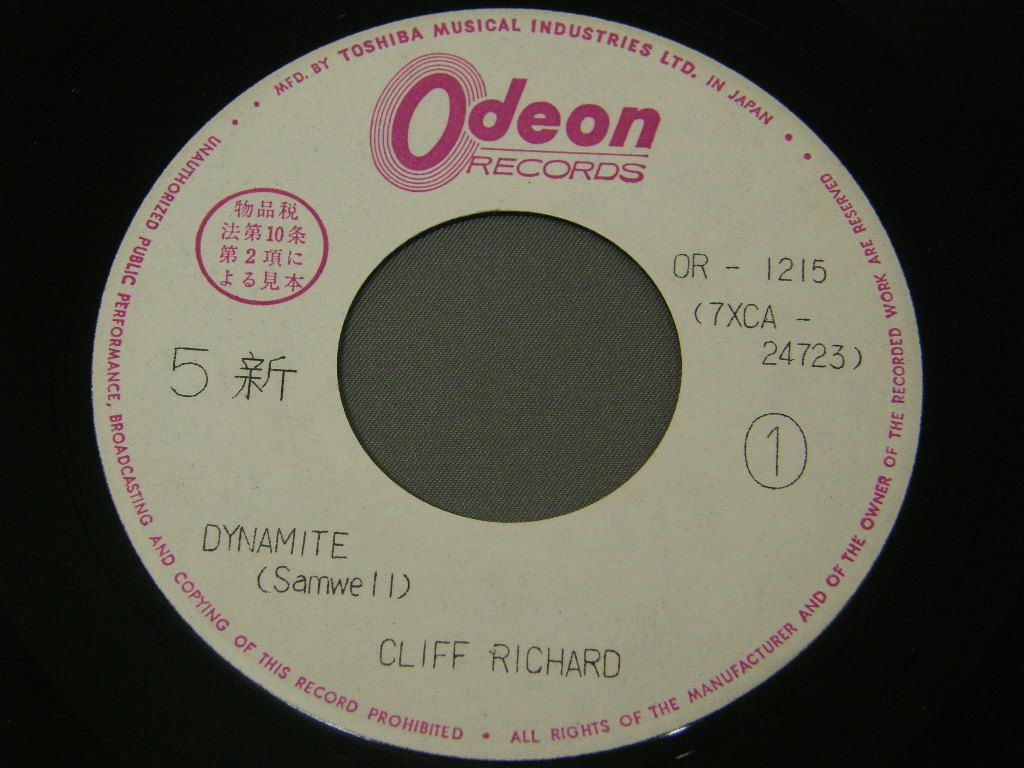 MFD. BY TOSHIBA MUSICAL INDUSTRIES LTD. IN JAPAN
Odeon
RECORDS
物品税
法第10条
第2項に
よる見本
OR - 1215
(7XCA -
24723)
5 新
1
DYNAMITE
(Samwell)
CLIFF RICHARD
UNAUTHORIZED PUBLIC PERFORMANCE, BROADCASTING AND COPYING OF THIS RECORD PROHIBITED • ALL RIGHTS OF THE MANUFACTURER AND OF THE OWNER OF THE RECORDED WORK ARE RESERVED